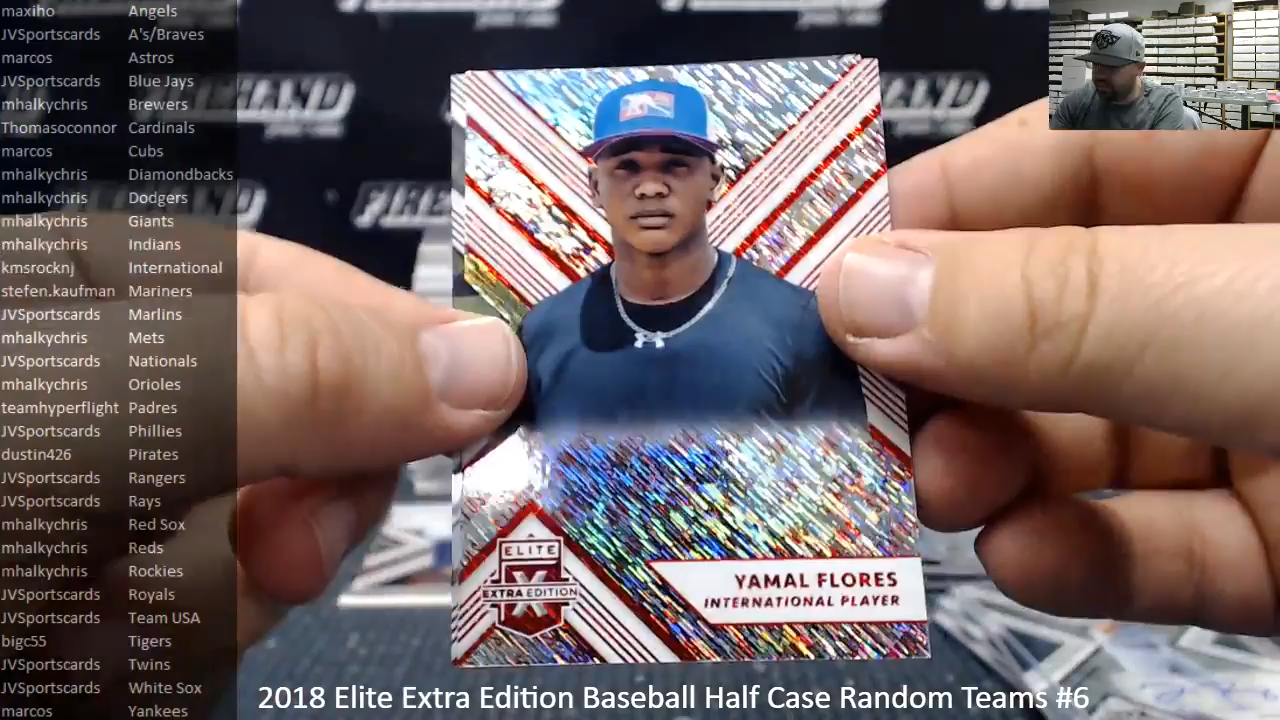 maxiho Angels
JVSportscards A's/Braves
marcos Astros
JVSportscards Blue Jays
mhalkychris Brewers
Thomasoconnor Cardinals
marcos Cubs
mhalkychris Diamondbacks
mhalkychris Dodgers
mhalkychris Giants
mhalkychris Indians
kmsrocknj International
stefen.kaufman Mariners
JVSportscards Marlins
mhalkychris Mets
JVSportscards Nationals
mhalkychris Orioles
teamhyperflight Padres
JVSportscards Phillies
dustin426 Pirates
JVSportscards Rangers
JVSportscards Rays
mhalkychris Red Sox
mhalkychris Reds
mhalkychris Rockies
JVSportscards Royals
JVSportscards Team USA
bigc55 Tigers
JVSportscards Twins
JVSportscards White Sox
marcos Yankees
ELITE
X
EXTRA EDITION
YAMAL FLORES
INTERNATIONAL PLAYER
2018 Elite Extra Edition Baseball Half Case Random Teams #6